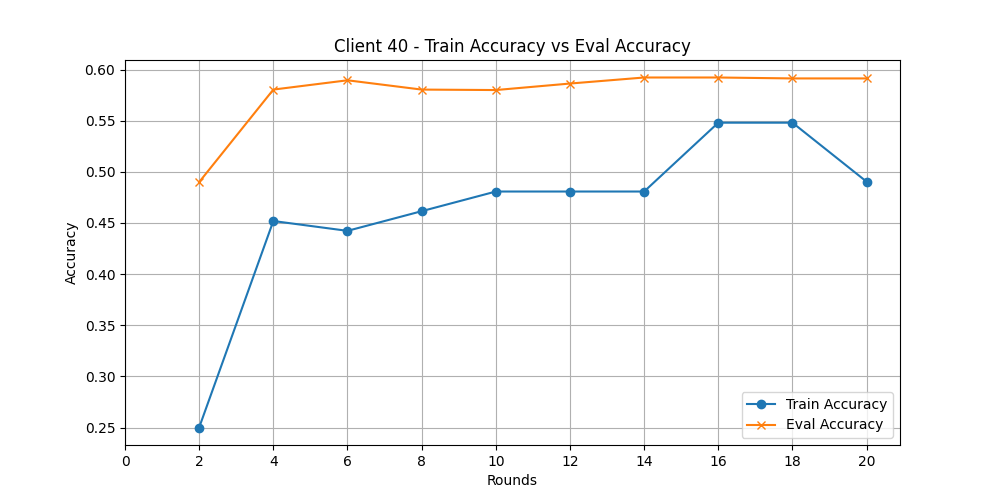 Client 40 - Train Accuracy vs Eval Accuracy
0.60
0.55
0.50
0.45
0.40
0.35
0.30
0.25
Accuracy
0 2 4 6 8 10 12 14 16 18 20
Rounds
Train Accuracy
Eval Accuracy